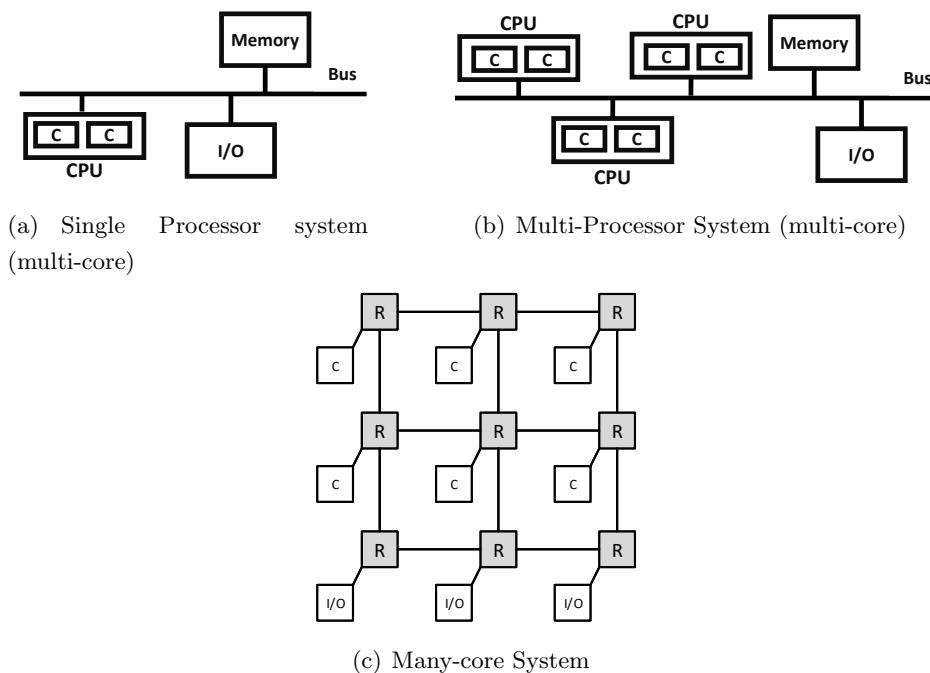 Memory
Bus
C C
CPU
I/O
(a) Single Processor system
(multi-core)
CPU
C C
CPU
C C
Memory
Bus
C C
CPU
I/O
(b) Multi-Processor System (multi-core)
R R R
C C C
R R R
C C C
R R R
I/O I/O I/O
(c) Many-core System